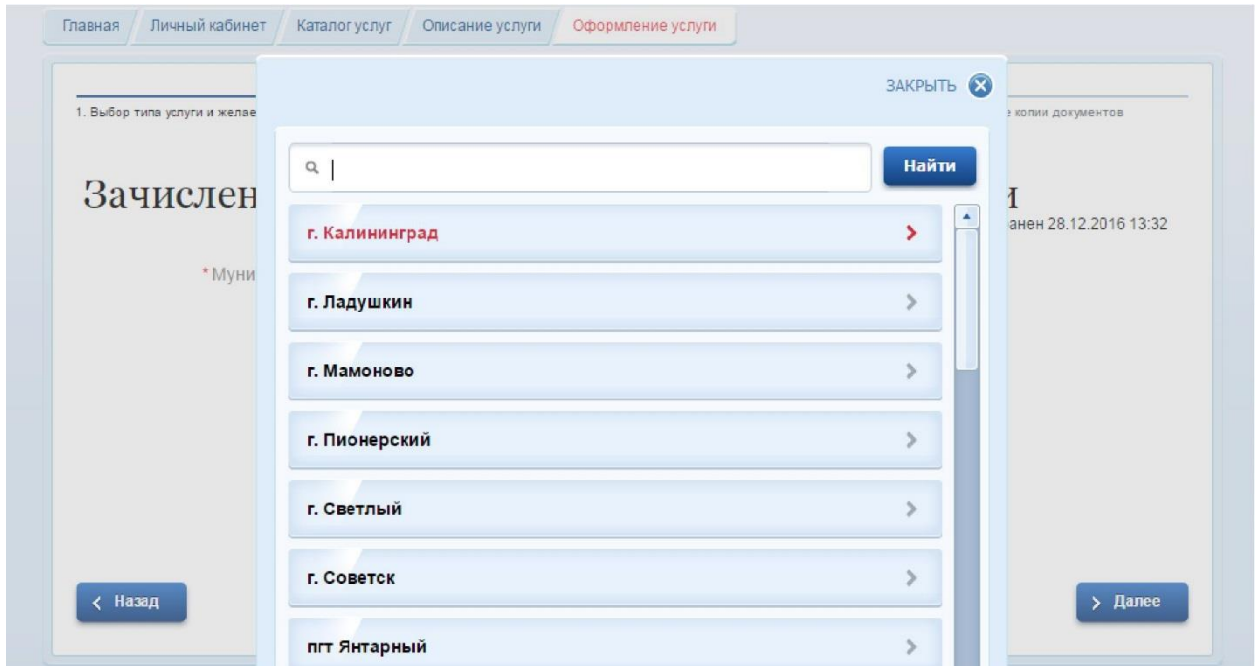 Главная Личный кабинет Каталог услуг Описание услуги Оформление услуги
ЗАКРЫТЬ
1. Выбор типа услуги и желае
е копии документов
Найти
Зачислен
и
г. Калининград
анен 28.12.2016 13:32
* Муни
г. Ладушкин
г. Мамоново
г. Пионерский
г. Светлый
г. Советск
Назад
Далее
пгт Янтарный